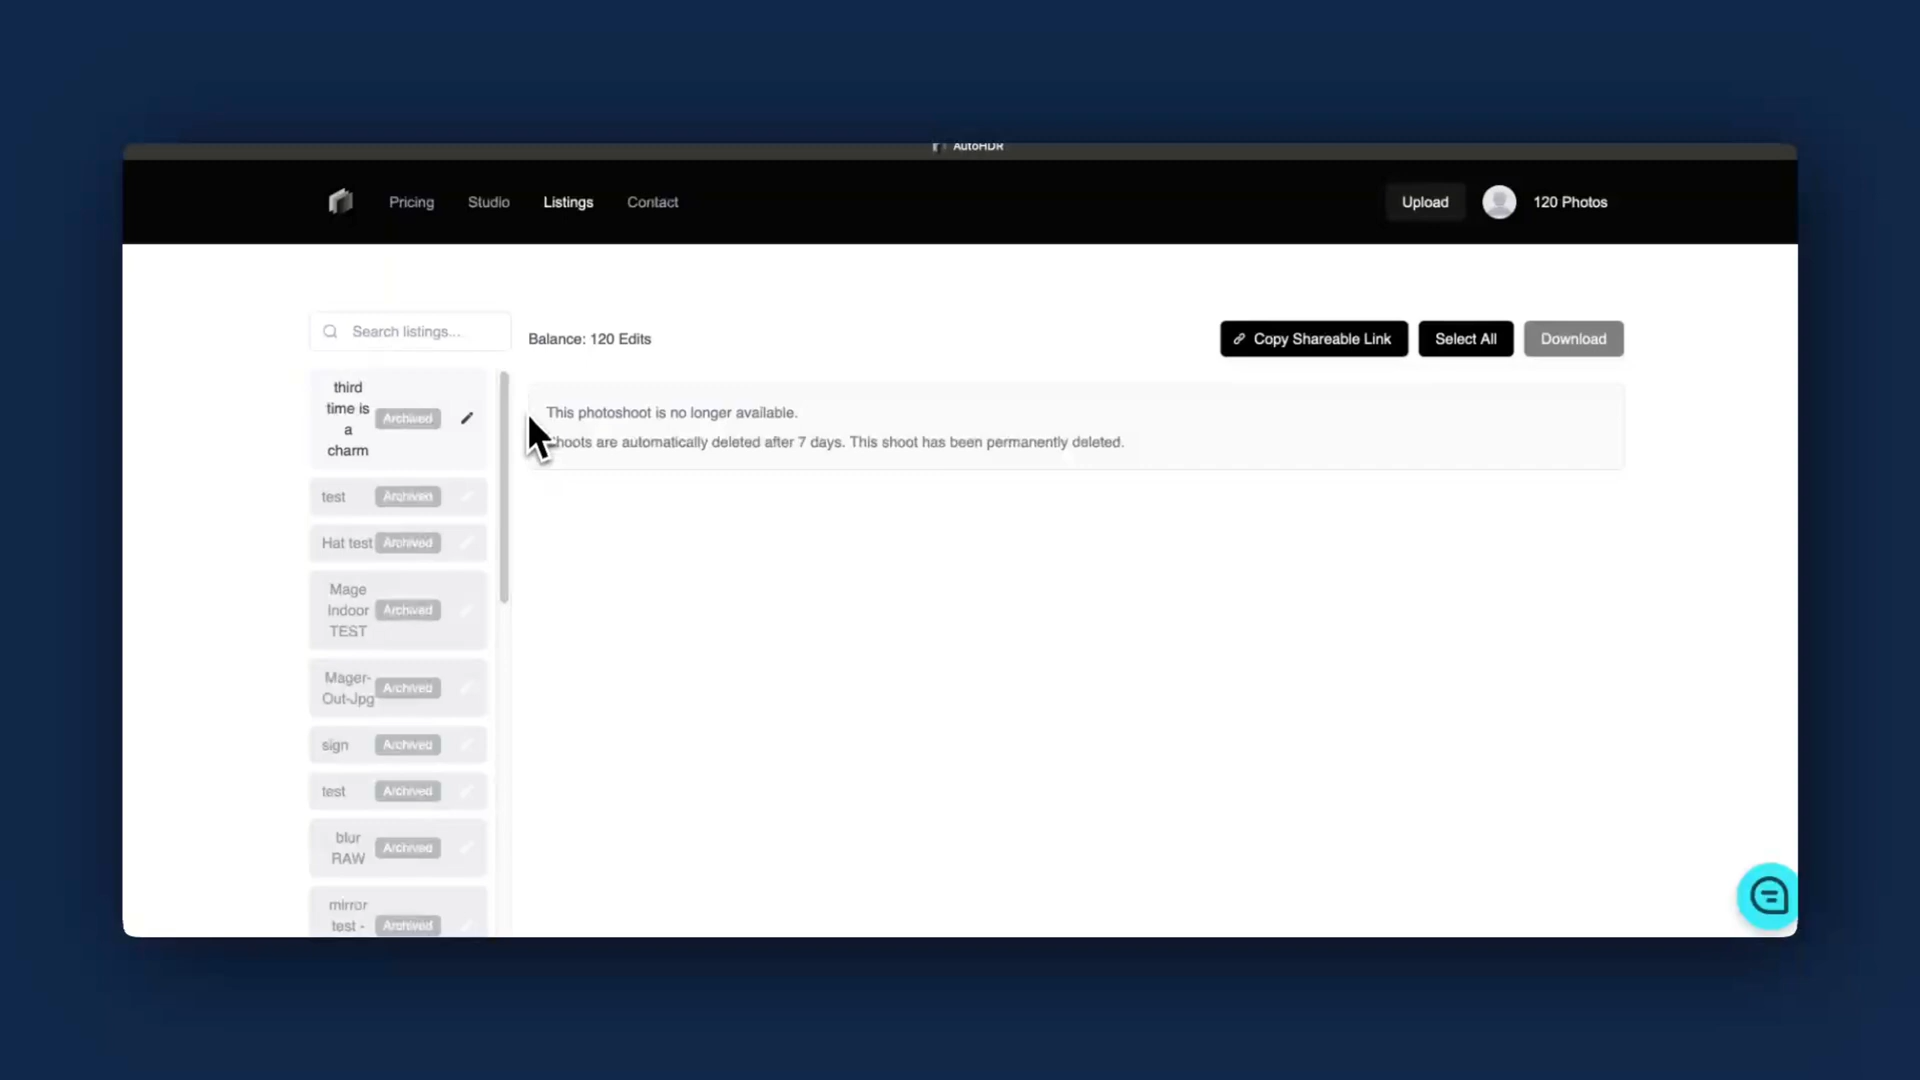 AutoHDR
Pricing
Studio
Listings
Contact
Upload
120 Photos
Search listings...
Balance: 120 Edits
Copy Shareable Link
Select All
Download
third
time is
a
charm
Archived
This photoshoot is no longer available.
hoots are automatically deleted after 7 days. This shoot has been permanently deleted.
test
Archived
Hat test
Archived
Mage
Indoor
TEST
Archived
Mager-
Out-Jpg
Archived
sign
Archived
test
Archived
blur
RAW
Archived
mirror
test -
Archived